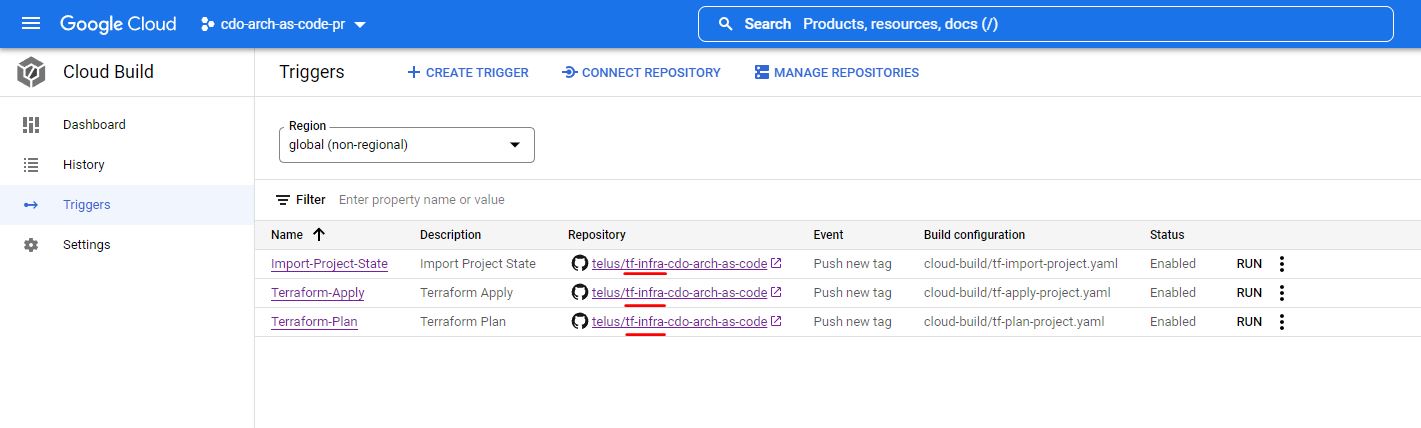 Google Cloud cdo-arch-as-code-pr Search Products, resources, docs (/)
Cloud Build
Triggers CREATE TRIGGER CONNECT REPOSITORY MANAGE REPOSITORIES
Dashboard
History
Triggers
Settings
Region
global (non-regional)
Filter Enter property name or value
Name Description Repository Event Build configuration Status
Import-Project-State Import Project State telus/tf-infra-cdo-arch-as-code Push new tag cloud-build/tf-import-project.yaml Enabled RUN
Terraform-Apply Terraform Apply telus/tf-infra-cdo-arch-as-code Push new tag cloud-build/tf-apply-project.yaml Enabled RUN
Terraform-Plan Terraform Plan telus/tf-infra-cdo-arch-as-code Push new tag cloud-build/tf-plan-project.yaml Enabled RUN